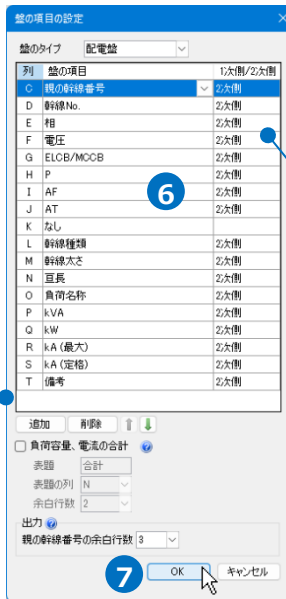 盤の項目の設定
盤のタイプ 配電盤
列 盤の項目 1次側/2次側
C 親の幹線番号 2次側
D 幹線No. 2次側
E 相 2次側
F 電圧 2次側
G ELCB/MCCB 2次側
H P 2次側
I AF 2次側
J AT 2次側
K なし
L 幹線種類 2次側
M 幹線太さ 2次側
N 亘長 2次側
O 負荷名称 2次側
P kVA 2次側
Q kW 2次側
R kA(最大) 2次側
S kA(定格) 2次側
T 備考 2次側
6
追加 削除
負荷容量、電流の合計
表題 合計
表題の列 N
余白行数 2
出力
親の幹線番号の余白行数 3
7 OK キャンセル